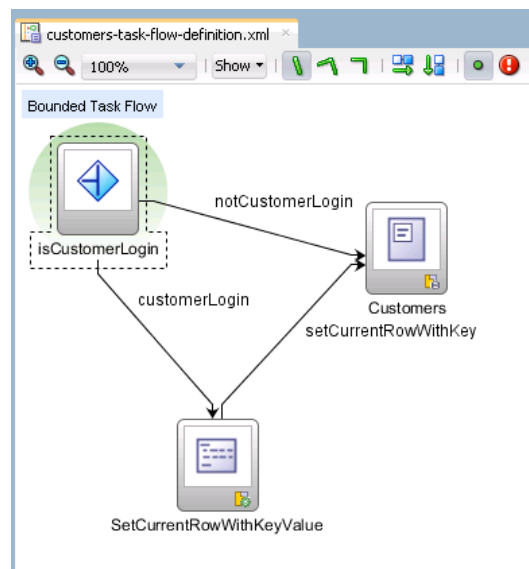 customers-task-flow-definition.xml
100%
Show
Bounded Task Flow
notCustomerLogin
isCustomerLogin
customerLogin
Customers
setCurrentRowWithKey
SetCurrentRowWithKeyValue